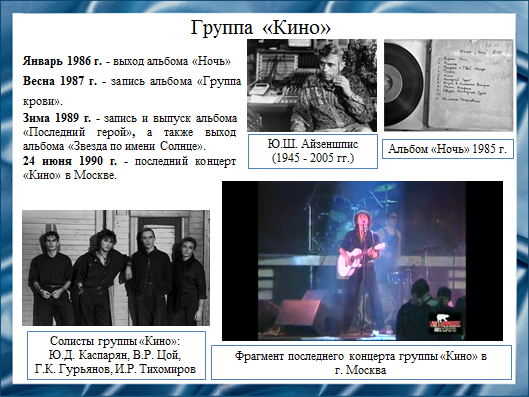 Группа «Кино»
Январь 1986 г. - выход альбома «Ночь»
Весна 1987 г. - запись альбома «Группа
крови».
Зима 1989 г. - запись и выпуск альбома
«Последний герой», а также выход
альбома «Звезда по имени Солнце».
24 июня 1990 г. - последний концерт
«Кино» в Москве.
Ю.Ш. Айзеншпис
(1945 - 2005 гг.)
Альбом «Ночь» 1985 г.
Солисты группы «Кино»:
Ю.Д. Каспарян, В.Р. Цой,
Г.К. Гурьянов, И.Р. Тихомиров
Фрагмент последнего концерта группы «Кино» в
г. Москва